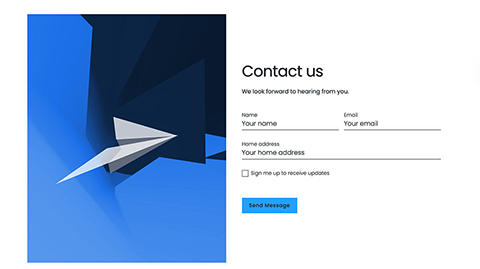 Contact us
We look forward to hearing from you.
Name Email
Your name Your email
Home address
Your home address
Sign me up to receive updates
Send Message